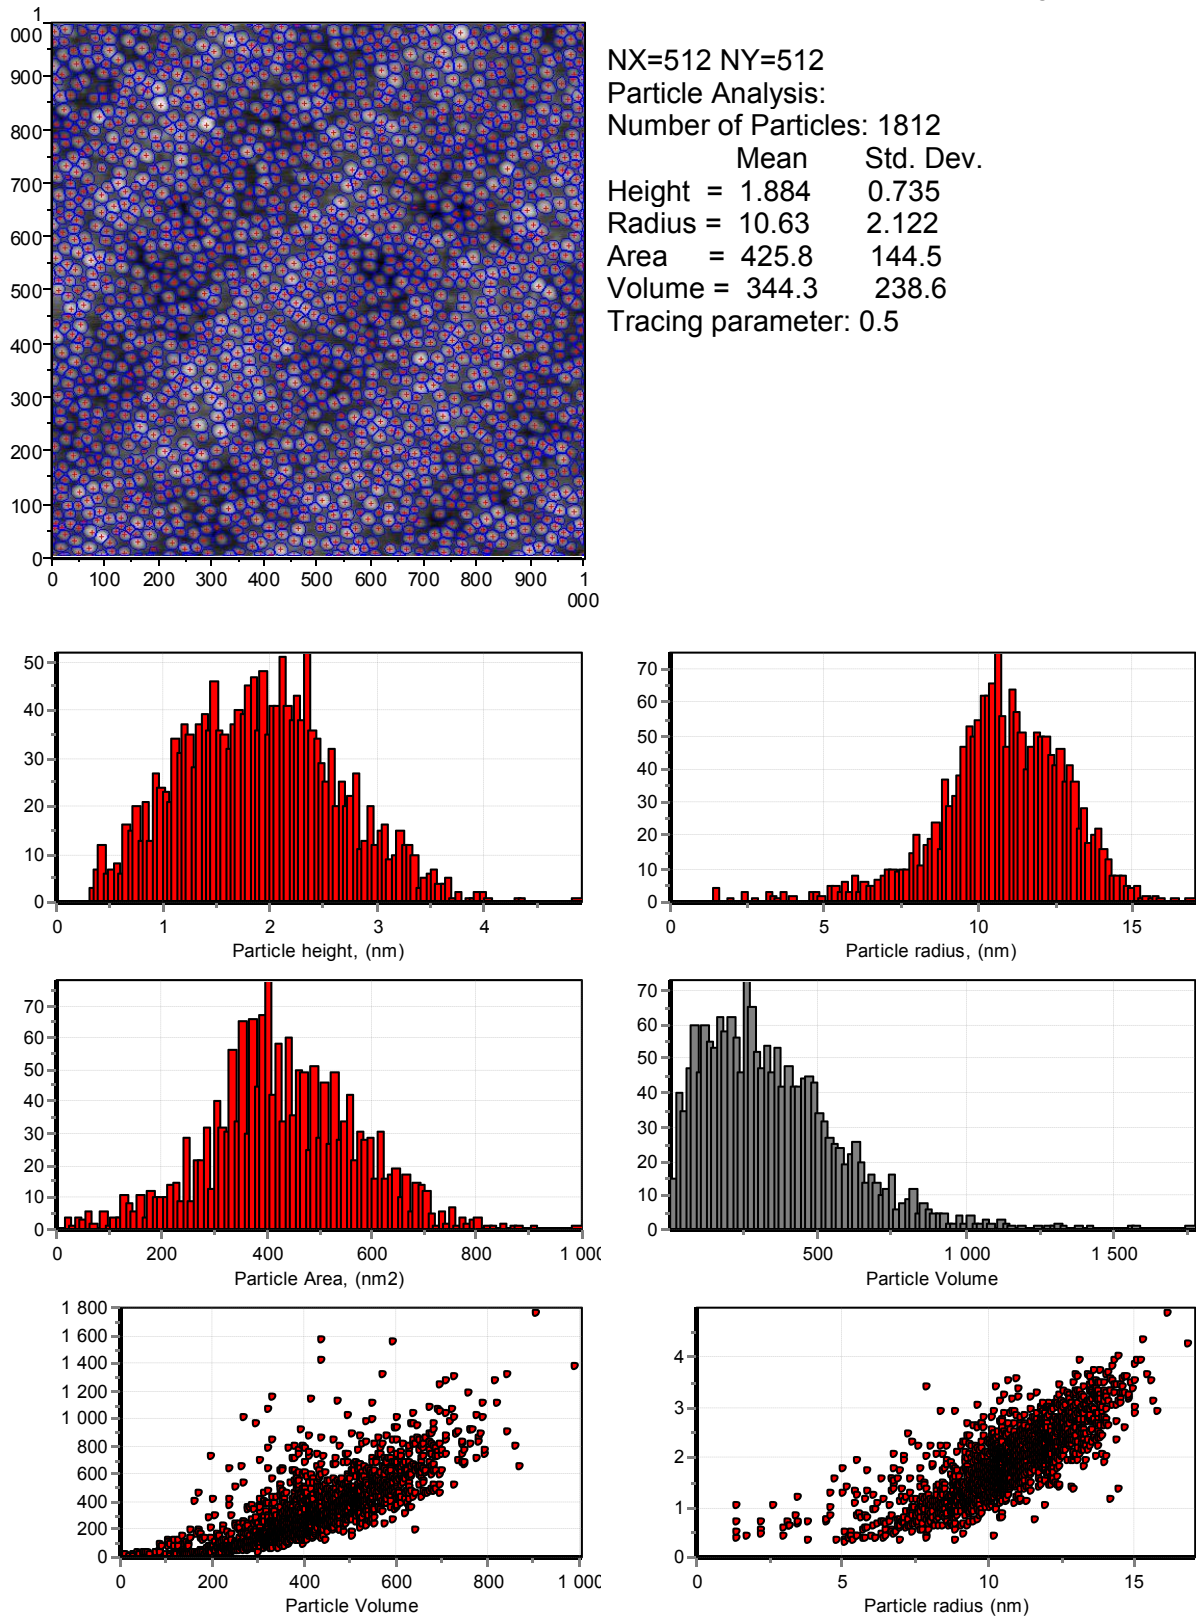 1
000
900
800
700
600
500
400
300
200
100
0
0 100 200 300 400 500 600 700 800 900 1
000
NX=512 NY=512
Particle Analysis:
Number of Particles: 1812
Mean Std. Dev.
Height = 1.884 0.735
Radius = 10.63 2.122
Area = 425.8 144.5
Volume = 344.3 238.6
Tracing parameter: 0.5
50
40
30
20
10
0
0 1 2 3 4
Particle height, (nm)
70
60
50
40
30
20
10
0
0 5 10 15
Particle radius, (nm)
70
60
50
40
30
20
10
0
0 200 400 600 800 1 000
Particle Area, (nm2)
70
60
50
40
30
20
10
0
500 1 000 1 500
Particle Volume
1 800
1 600
1 400
1 200
1 000
800
600
400
200
0
0 200 400 600 800 1 000
Particle Volume
4
3
2
1
0
0 5 10 15
Particle radius (nm)